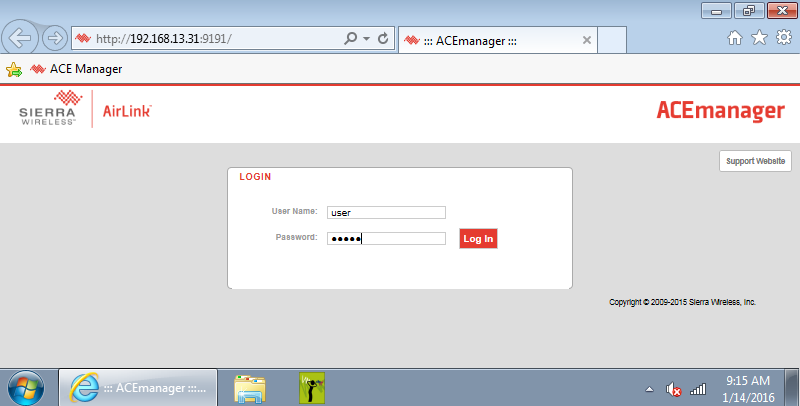 http://192.168.13.31:9191/
::: ACEmanager :::
ACE Manager
SIERRA
WIRELESS
AirLink
ACEmanager
Support Website
LOGIN
User Name:
user
Password:
●●●●●
Log In
Copyright © 2009-2015 Sierra Wireless, Inc.
::: ACEmanager :::...
9:15 AM
1/14/2016